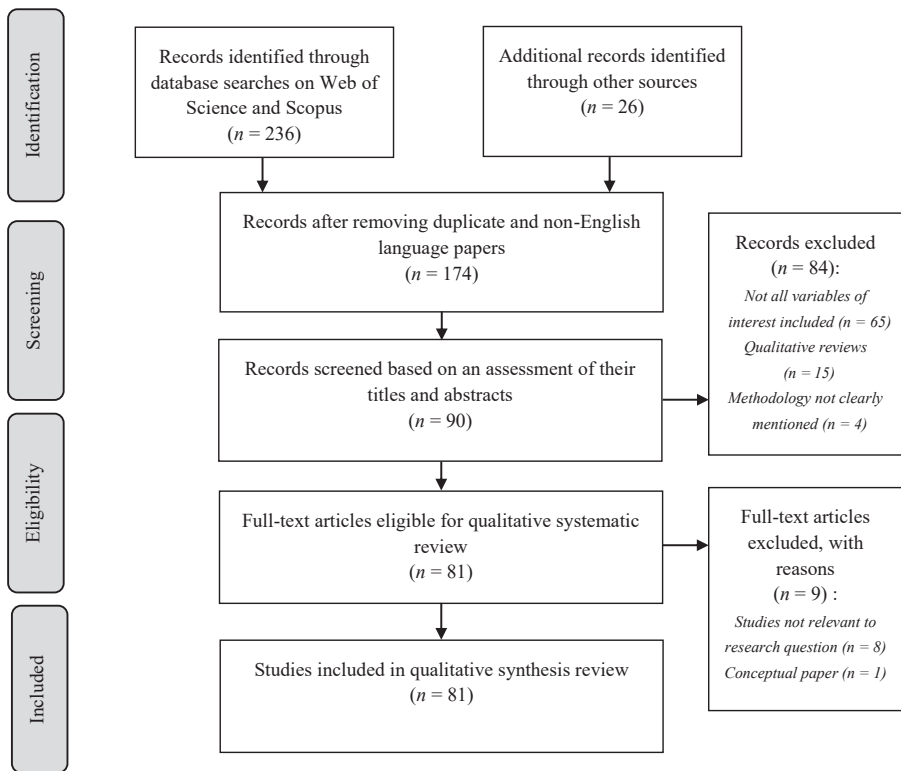 Identification
Records identified through
database searches on Web of
Science and Scopus
(n = 236)
Additional records identified
through other sources
(n = 26)
Screening
Records after removing duplicate and non-English
language papers
(n = 174)
Records excluded
(n = 84):
Not all variables of
interest included (n = 65)
Qualitative reviews
(n = 15)
Methodology not clearly
mentioned (n = 4)
Records screened based on an assessment of their
titles and abstracts
(n = 90)
Eligibility
Full-text articles eligible for qualitative systematic
review
(n = 81)
Full-text articles
excluded, with
reasons
(n = 9) :
Studies not relevant to
research question (n = 8)
Conceptual paper (n = 1)
Included
Studies included in qualitative synthesis review
(n = 81)